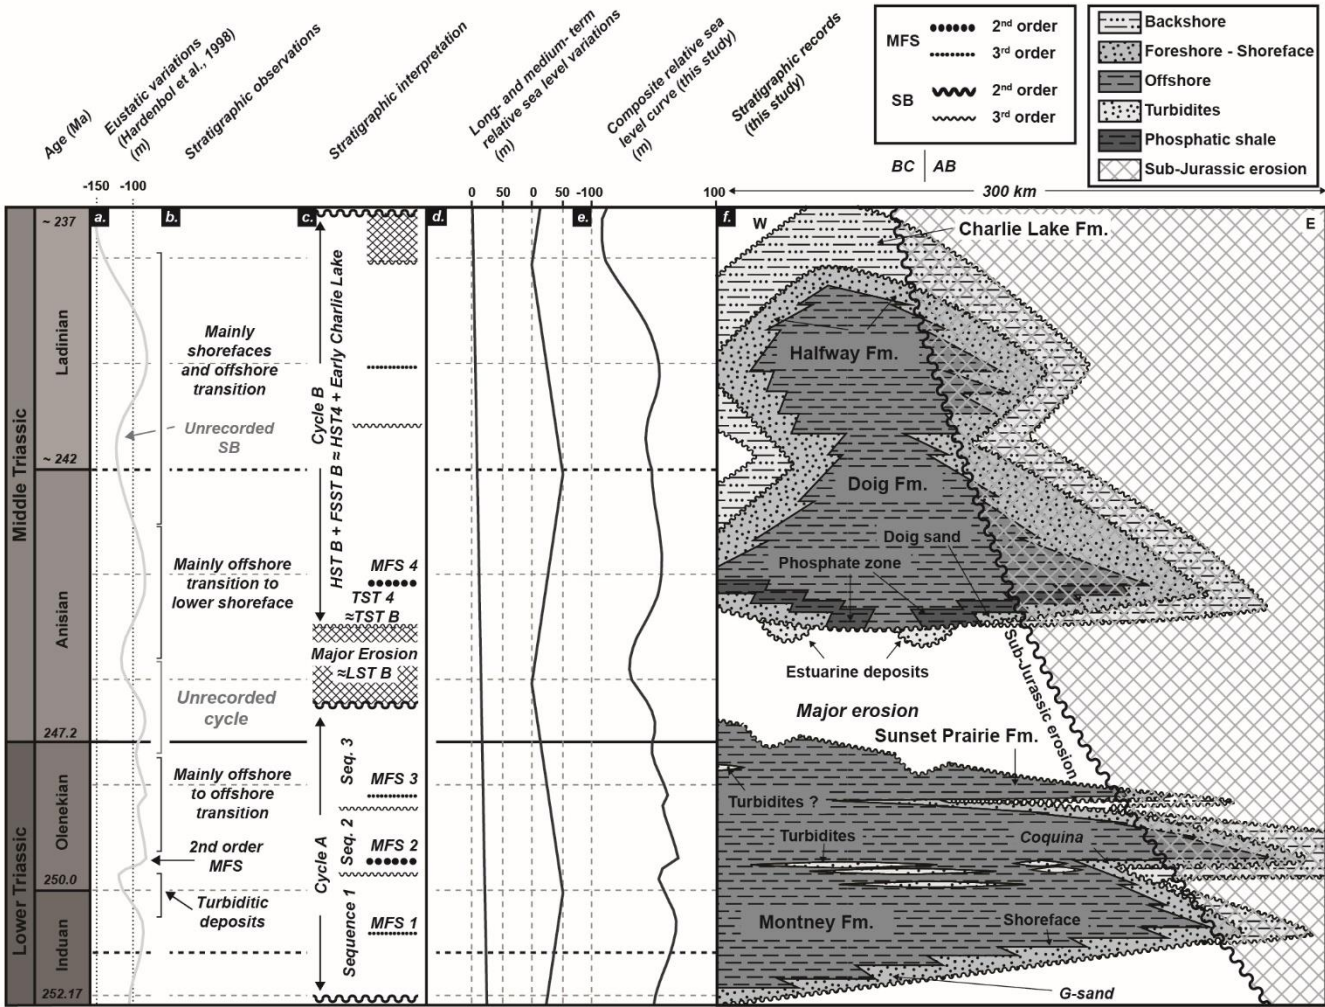 Age (Ma)
Eustatic variations
(Hardenbol et al., 1998)
(m)
Stratigraphic observations
Stratigraphic interpretation
Long- and medium- term
relative sea level variations
(m)
Composite relative sea
level curve (this study)
(m)
Stratigraphic records
(this study)
MFS
2nd order
3rd order
SB
2nd order
3rd order
Backshore
Foreshore - Shoreface
Offshore
Turbidites
Phosphatic shale
Sub-Jurassic erosion
BC | AB
-150 -100
0 50 0 50 -100 100
300 km
a. b. c. d. e. f.
W
E
Middle Triassic
Lower Triassic
Ladinian
Anisian
Olenekian
Induan
~ 237
~ 242
247.2
250.0
252.17
Mainly
shorefaces
and offshore
transition
Unrecorded
SB
Mainly offshore
transition to
lower shoreface
Unrecorded
cycle
Mainly offshore
to offshore
transition
2nd order
MFS
Turbiditic
deposits
Cycle B
HST B + FSST B ≈ HST4 + Early Charlie Lake
MFS 4
TST 4
≈TST B
Major Erosion
≈LST B
Cycle A
Seq. 3
MFS 3
Seq. 2
MFS 2
Sequence 1
MFS 1
Charlie Lake Fm.
Halfway Fm.
Doig Fm.
Doig sand
Phosphate zone
Estuarine deposits
Sub-Jurassic erosion
Major erosion
Sunset Prairie Fm.
Turbidites ?
Turbidites
Coquina
Montney Fm.
Shoreface
G-sand